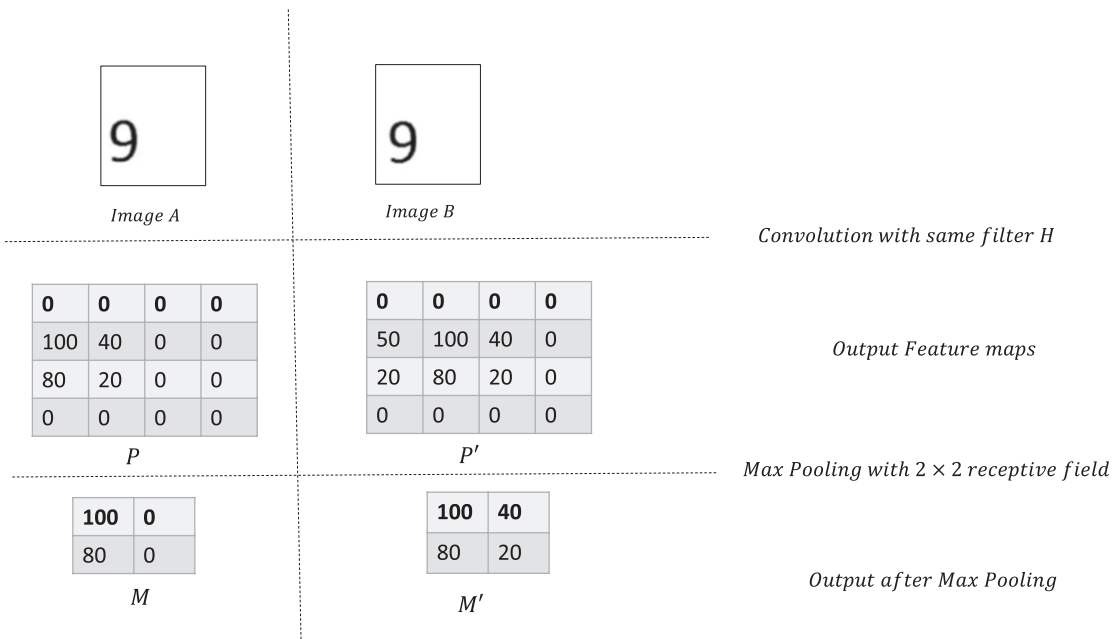 9
9
Image A
Image B
Convolution with same filter H
0 0 0 0
100 40 0 0
80 20 0 0
0 0 0 0
P
0 0 0 0
50 100 40 0
20 80 20 0
0 0 0 0
P′
Output Feature maps
Max Pooling with 2 × 2 receptive field
100 0
80 0
M
100 40
80 20
M′
Output after Max Pooling